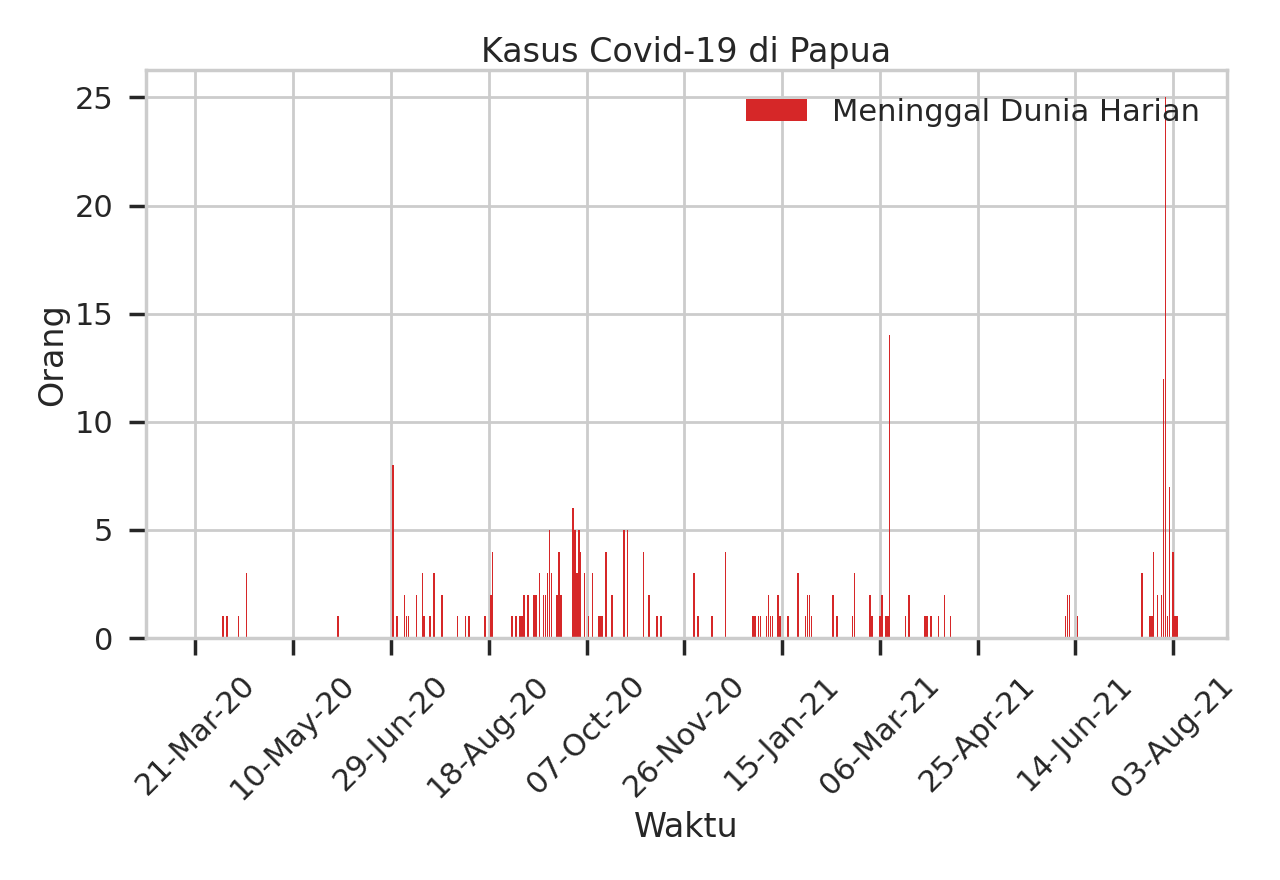 Kasus Covid-19 di Papua
Meninggal Dunia Harian
Orang
25
20
15
10
5
0
21-Mar-20
10-May-20
29-Jun-20
18-Aug-20
07-Oct-20
26-Nov-20
15-Jan-21
06-Mar-21
25-Apr-21
14-Jun-21
03-Aug-21
Waktu